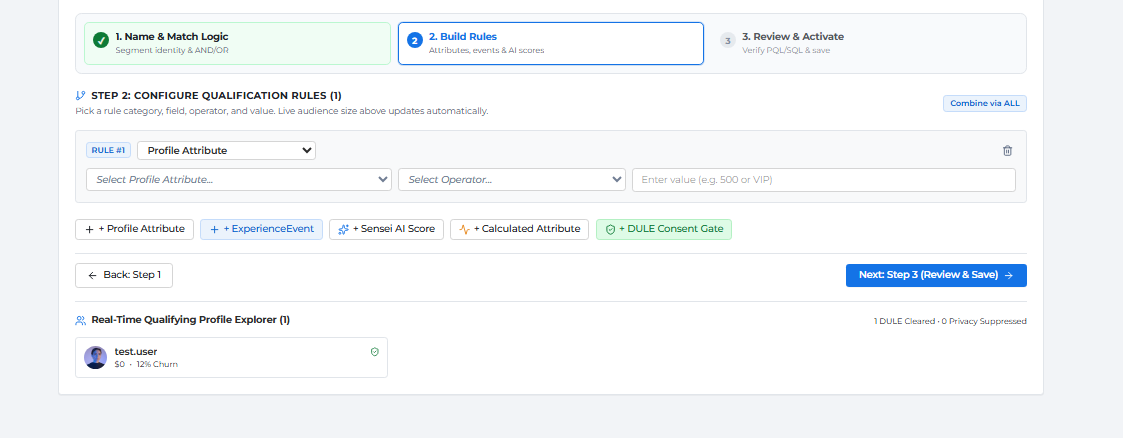 1. Name & Match Logic
Segment identity & AND/OR
2
2. Build Rules
Attributes, events & AI scores
3
3. Review & Activate
Verify PQL/SQL & save
STEP 2: CONFIGURE QUALIFICATION RULES (1)
Pick a rule category, field, operator, and value. Live audience size above updates automatically.
Combine via ALL
RULE #1
Profile Attribute
Select Profile Attribute...
Select Operator...
Enter value (e.g. 500 or VIP)
+ Profile Attribute
+ ExperienceEvent
+ Sensei AI Score
+ Calculated Attribute
+ DULE Consent Gate
Back: Step 1
Next: Step 3 (Review & Save)
Real-Time Qualifying Profile Explorer (1)
1 DULE Cleared · 0 Privacy Suppressed
test.user
$0 · 12% Churn